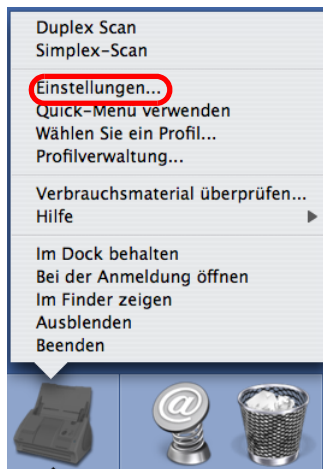 Duplex Scan
Simplex-Scan
Einstellungen...
Quick-Menü verwenden
Wählen Sie ein Profil...
Profilverwaltung...
Verbrauchsmaterial überprüfen...
Hilfe
Im Dock behalten
Bei der Anmeldung öffnen
Im Finder zeigen
Ausblenden
Beenden
@